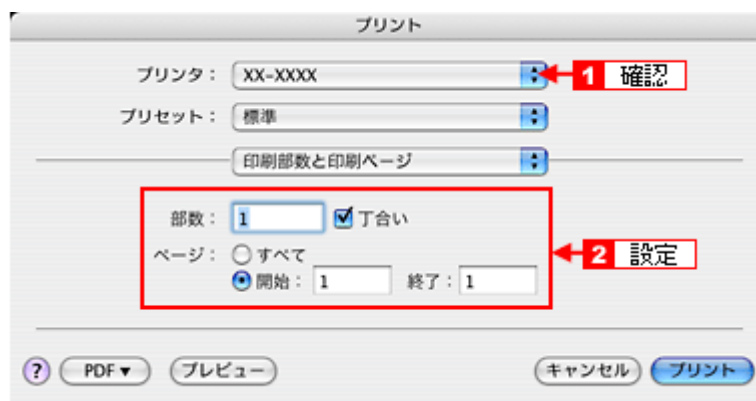 プリント
プリンタ： XX-XXXX 1 確認
プリセット： 標準
印刷部数と印刷ページ
部数： 1 丁合い
ページ： すべて
開始： 1 終了： 1
2 設定
? PDF▼ プレビュー キャンセル プリント